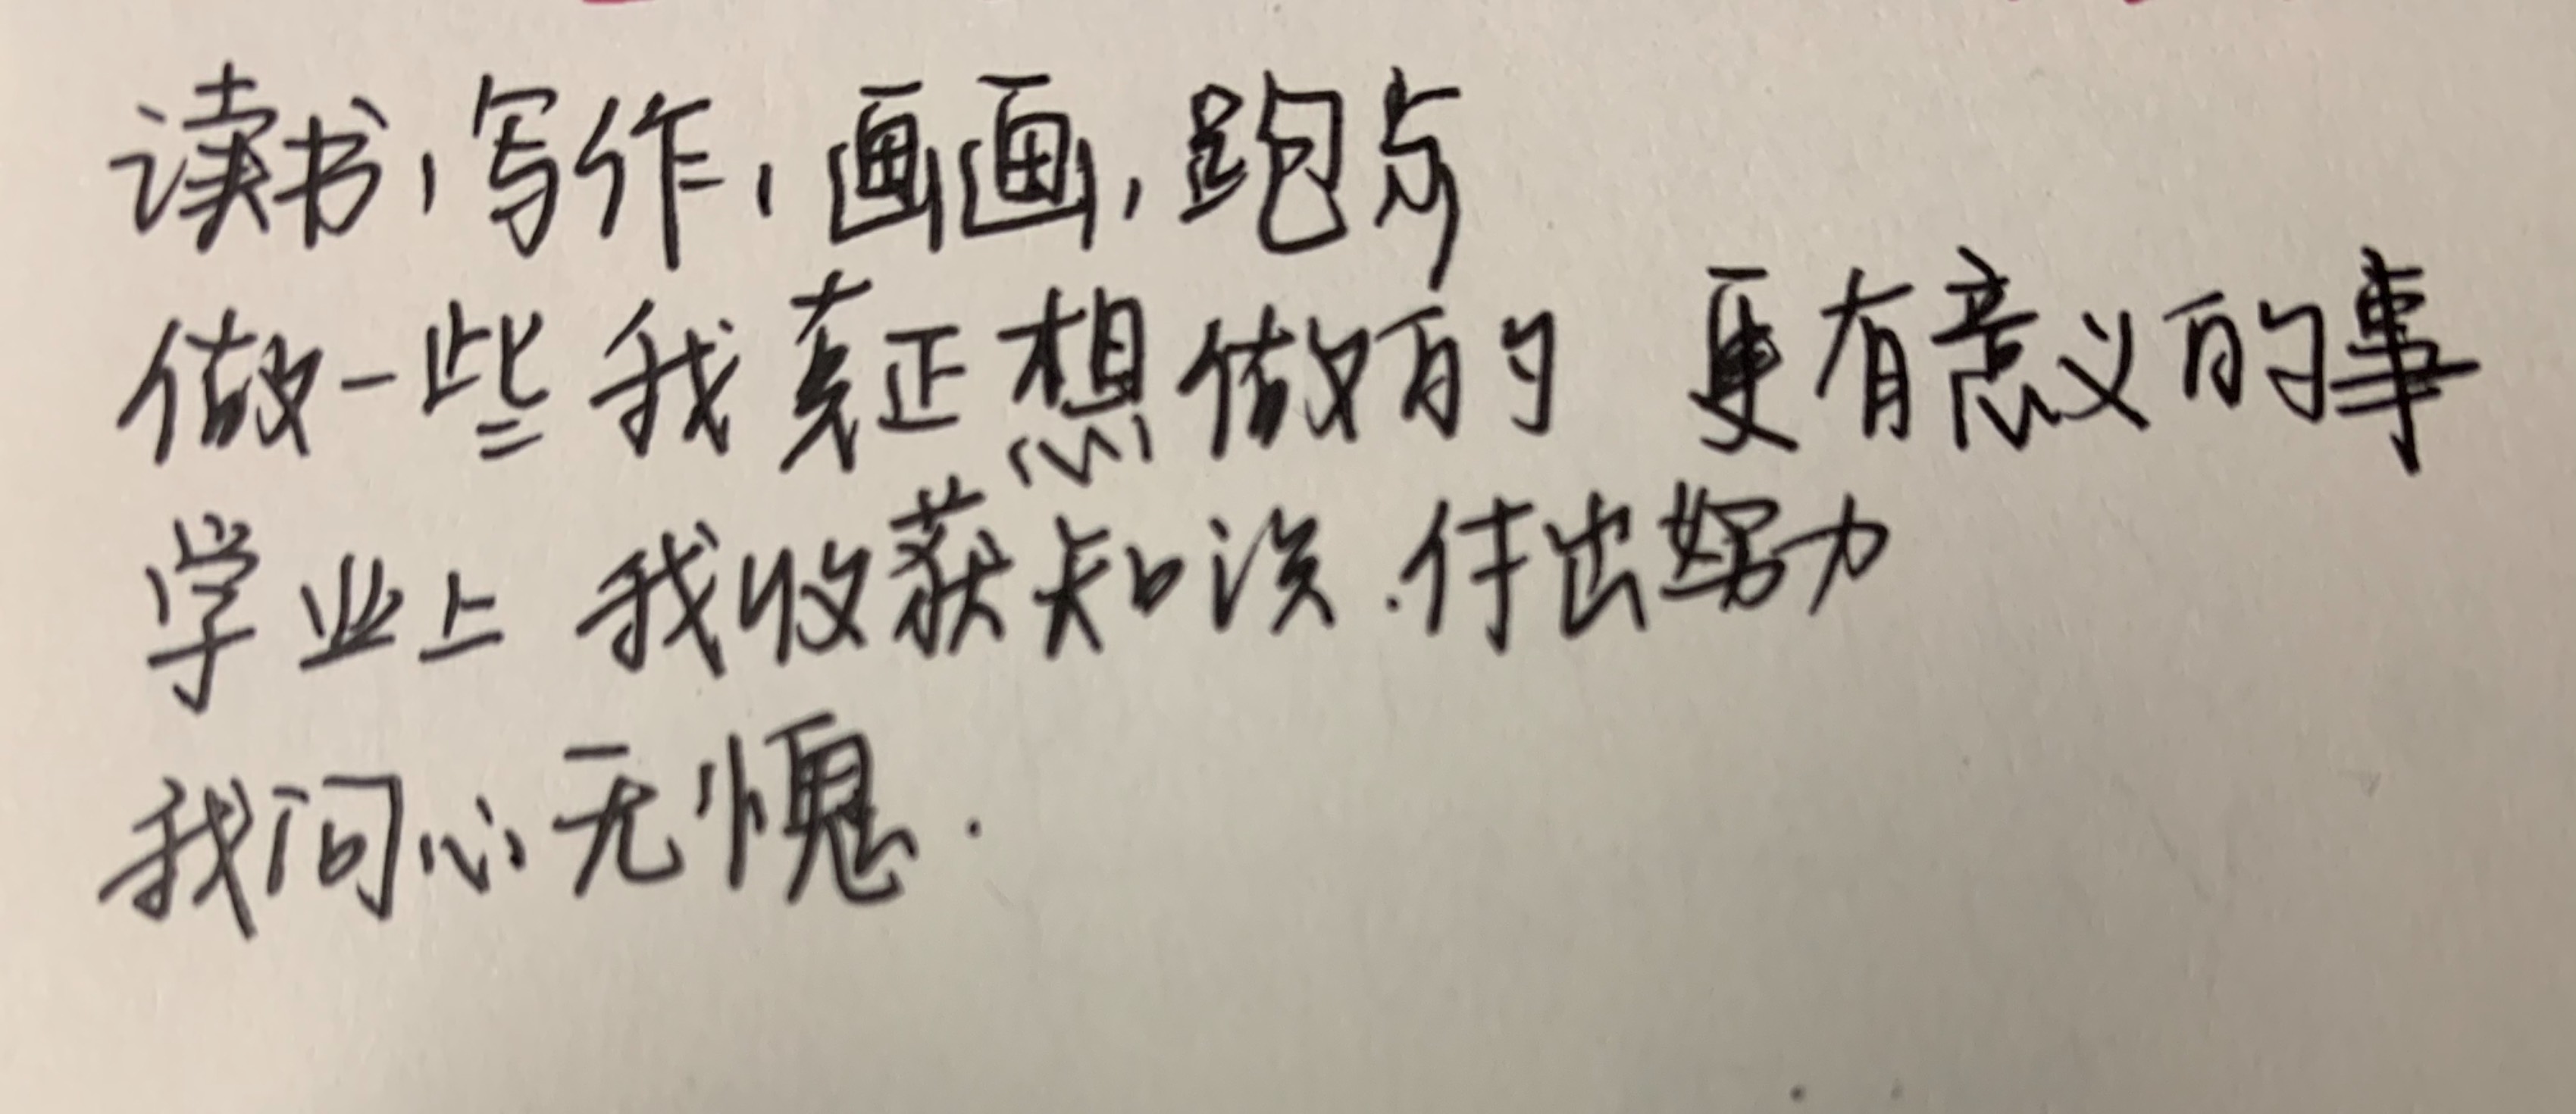 读书,写作,画画,跑步
做一些我真正想做的 更有意义的事
学业上 我收获知识.付出努力
我问心无愧.